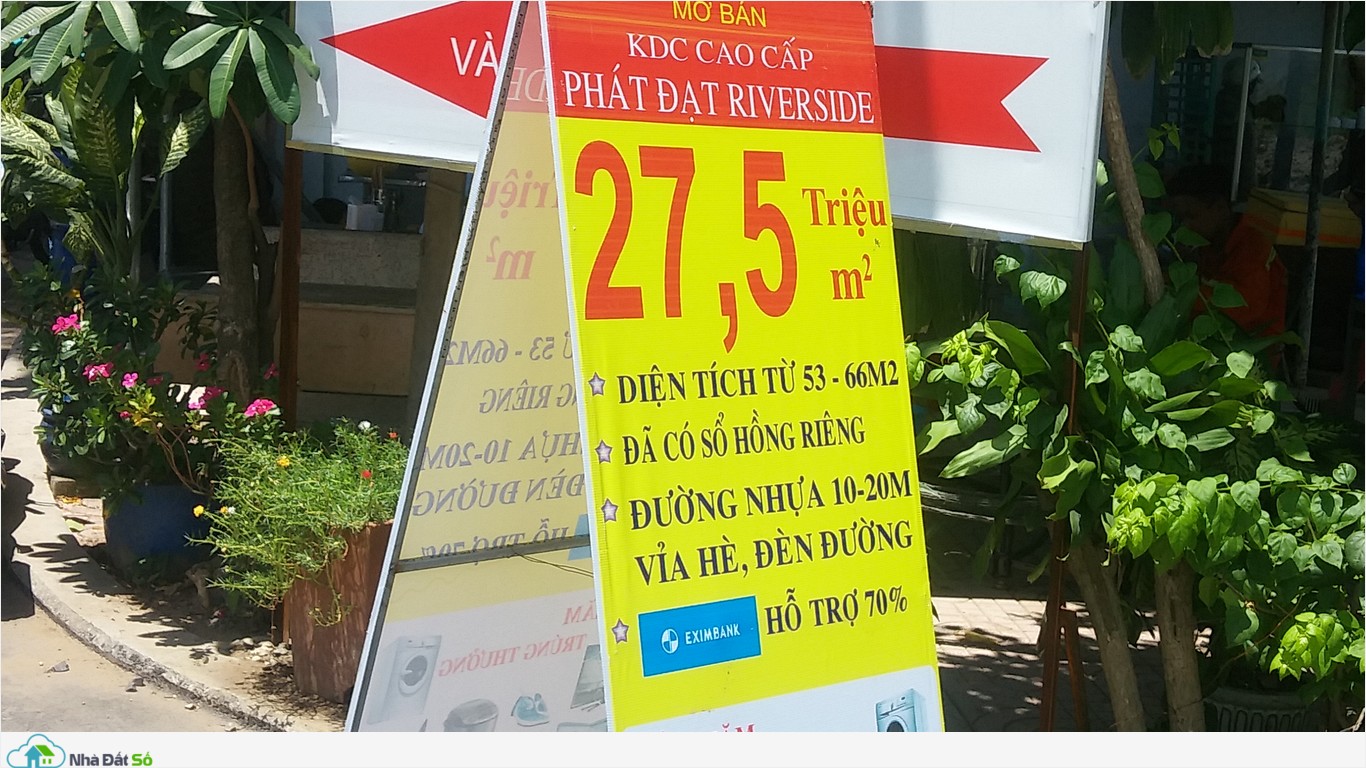 MỞ BÁN
KDC CAO CẤP
PHÁT ĐẠT RIVERSIDE
VÀ
27,5 Triệu
m²
DIỆN TÍCH TỪ 53 - 66M2
ĐÃ CÓ SỔ HỒNG RIÊNG
ĐƯỜNG NHỰA 10-20M
VỈA HÈ, ĐÈN ĐƯỜNG
EXIMBANK HỖ TRỢ 70%
Nhà Đất Số